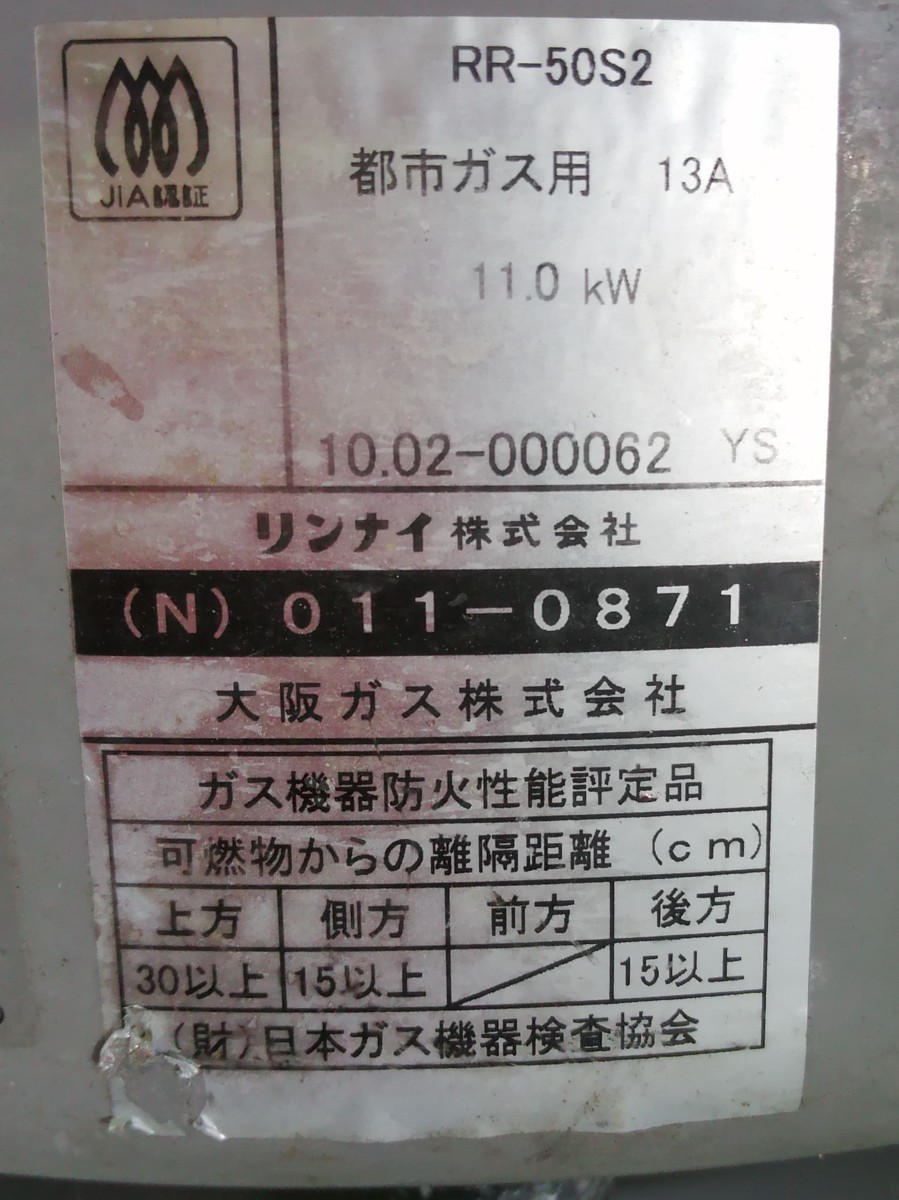 JIA認証
RR-50S2
都市ガス用 13A
11.0 kW
10.02-000062 YS
リンナイ株式会社
(N) 011-0871
大阪ガス株式会社
ガス機器防火性能評定品
可燃物からの離隔距離 (cm)
上方 側方 前方 後方
30以上 15以上 15以上
(財)日本ガス機器検査協会